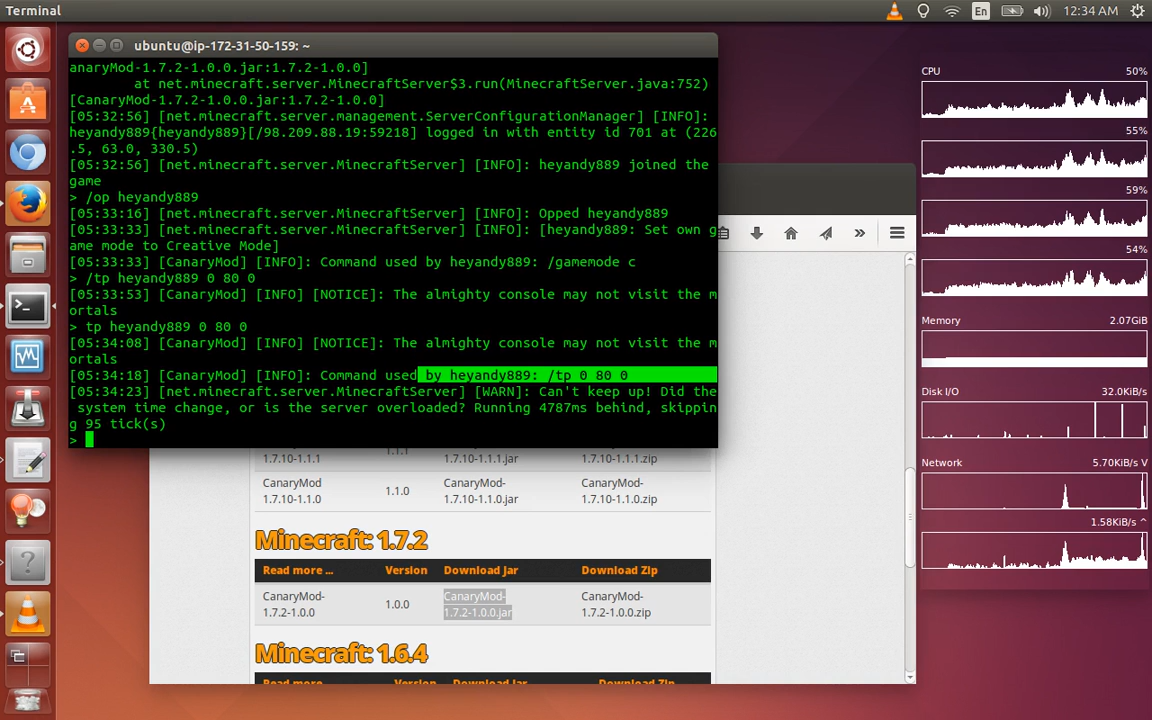 Terminal
En
12:34 AM
ubuntu@ip-172-31-50-159: ~
anaryMod-1.7.2-1.0.0.jar:1.7.2-1.0.0]
at net.minecraft.server.MinecraftServer$3.run(MinecraftServer.java:752)
[CanaryMod-1.7.2-1.0.0.jar:1.7.2-1.0.0]
[05:32:56] [net.minecraft.server.management.ServerConfigurationManager] [INFO]:
heyandy889{heyandy889}[/98.209.88.19:59218] logged in with entity id 701 at (226
.5, 63.0, 330.5)
[05:32:56] [net.minecraft.server.MinecraftServer] [INFO]: heyandy889 joined the
game
> /op heyandy889
[05:33:16] [net.minecraft.server.MinecraftServer] [INFO]: Opped heyandy889
[05:33:33] [net.minecraft.server.MinecraftServer] [INFO]: [heyandy889: Set own g
ame mode to Creative Mode]
[05:33:33] [CanaryMod] [INFO]: Command used by heyandy889: /gamemode c
> /tp heyandy889 0 80 0
[05:33:53] [CanaryMod] [INFO] [NOTICE]: The almighty console may not visit the m
ortals
> tp heyandy889 0 80 0
[05:34:08] [CanaryMod] [INFO] [NOTICE]: The almighty console may not visit the m
ortals
[05:34:18] [CanaryMod] [INFO]: Command used by heyandy889: /tp 0 80 0
[05:34:23] [net.minecraft.server.MinecraftServer] [WARN]: Can't keep up! Did the
system time change, or is the server overloaded? Running 4787ms behind, skippin
g 95 tick(s)
>
1.7.10-1.1.1
1.1.1
1.7.10-1.1.1.jar
1.7.10-1.1.1.zip
CanaryMod
1.7.10-1.1.0
1.1.0
CanaryMod-
1.7.10-1.1.0.jar
CanaryMod-
1.7.10-1.1.0.zip
Minecraft: 1.7.2
Read more ... Version Download Jar Download Zip
CanaryMod-
1.7.2-1.0.0
1.0.0
CanaryMod-
1.7.2-1.0.0.jar
CanaryMod-
1.7.2-1.0.0.zip
Minecraft: 1.6.4
Read more Version Download Jar Download Zip
CPU 50%
55%
59%
54%
Memory 2.07GiB
Disk I/O 32.0KiB/s
Network 5.70KiB/s V
1.58KiB/s ^